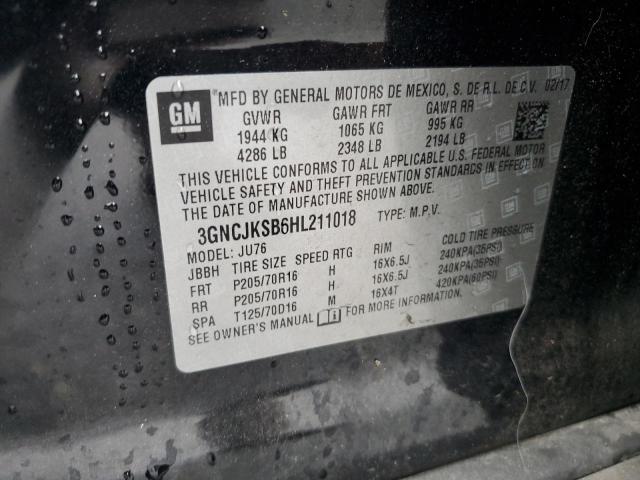 GM
MFD BY GENERAL MOTORS DE MEXICO, S. DE R.L. DE C.V. 02/17
GVWR GAWR FRT GAWR RR
1944 KG 1065 KG 995 KG
4286 LB 2348 LB 2194 LB
THIS VEHICLE CONFORMS TO ALL APPLICABLE U.S. FEDERAL MOTOR
VEHICLE SAFETY AND THEFT PREVENTION STANDARDS IN EFFECT ON
THE DATE OF MANUFACTURE SHOWN ABOVE.
3GNCJKSB6HL211018 TYPE: M.P.V.
MODEL: JU76
JBBH TIRE SIZE SPEED RTG RIM COLD TIRE PRESSURE
FRT P205/70R16 H 16X6.5J 240KPA(35PSI)
RR P205/70R16 H 16X6.5J 240KPA(35PSI)
SPA T125/70D16 M 16X4T 420KPA(60PSI)
SEE OWNER'S MANUAL FOR MORE INFORMATION.